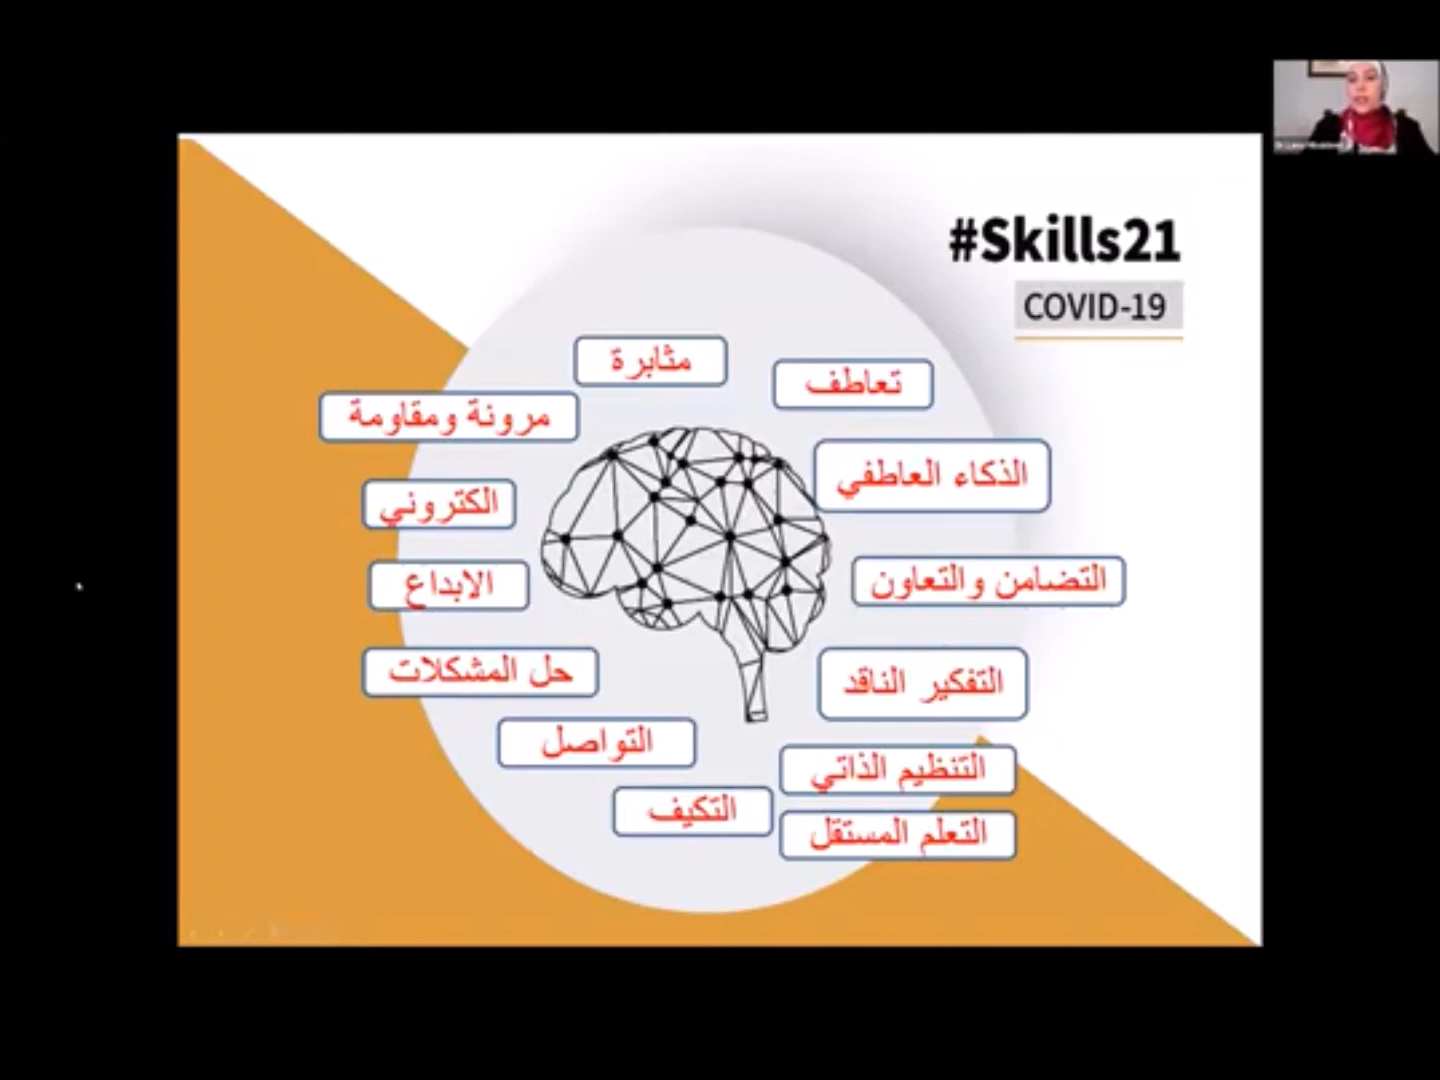 #Skills21
COVID-19
مثابرة
تعاطف
مرونة ومقاومة
الذكاء العاطفي
الكتروني
التضامن والتعاون
الابداع
التفكير الناقد
حل المشكلات
التواصل
التنظيم الذاتي
التكيف
التعلم المستقل